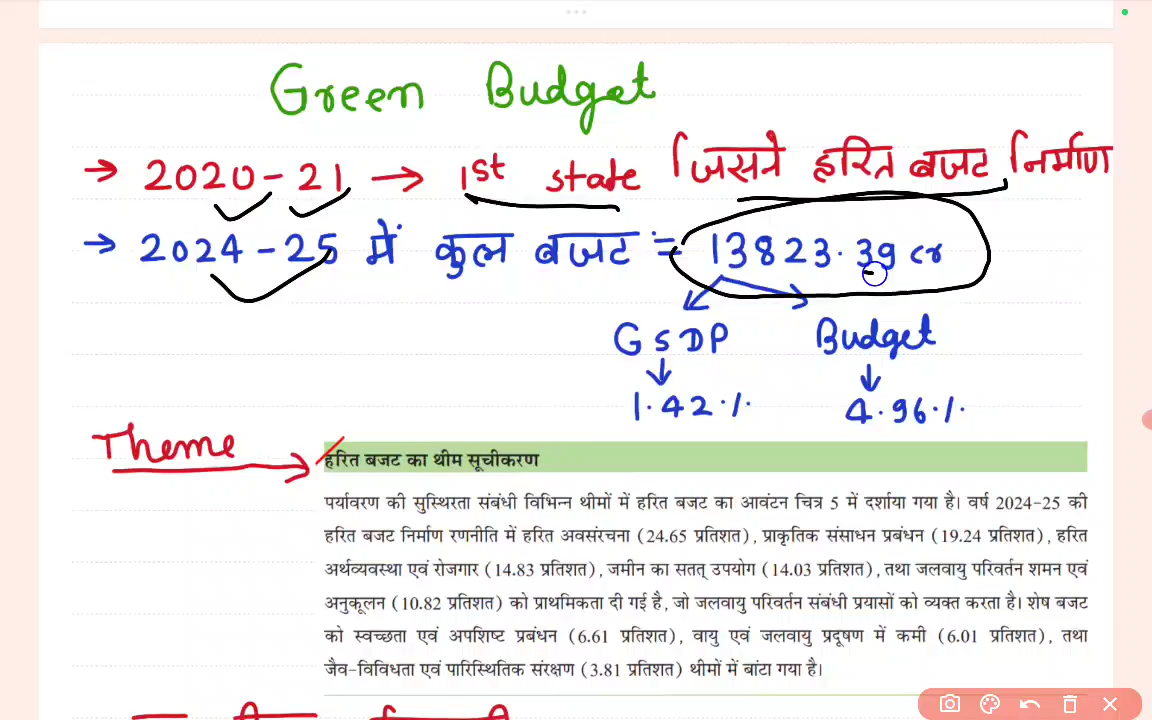 Green Budget
→ 2020-21 → 1st state जिसने हरित बजट निर्माण
→ 2024-25 में कुल बजट = 13823.39 cr
GSDP Budget
1.42% 4.96%
Theme
हरित बजट का थीम सूचीकरण
पर्यावरण की सुस्थिरता संबंधी विभिन्न थीमों में हरित बजट का आवंटन चित्र 5 में दर्शाया गया है। वर्ष 2024-25 की
हरित बजट निर्माण रणनीति में हरित अवसंरचना (24.65 प्रतिशत), प्राकृतिक संसाधन प्रबंधन (19.24 प्रतिशत), हरित
अर्थव्यवस्था एवं रोजगार (14.83 प्रतिशत), जमीन का सतत् उपयोग (14.03 प्रतिशत), तथा जलवायु परिवर्तन शमन एवं
अनुकूलन (10.82 प्रतिशत) को प्राथमिकता दी गई है, जो जलवायु परिवर्तन संबंधी प्रयासों को व्यक्त करता है। शेष बजट
को स्वच्छता एवं अपशिष्ट प्रबंधन (6.61 प्रतिशत), वायु एवं जलवायु प्रदूषण में कमी (6.01 प्रतिशत), तथा
जैव-विविधता एवं पारिस्थितिक संरक्षण (3.81 प्रतिशत) थीमों में बांटा गया है।